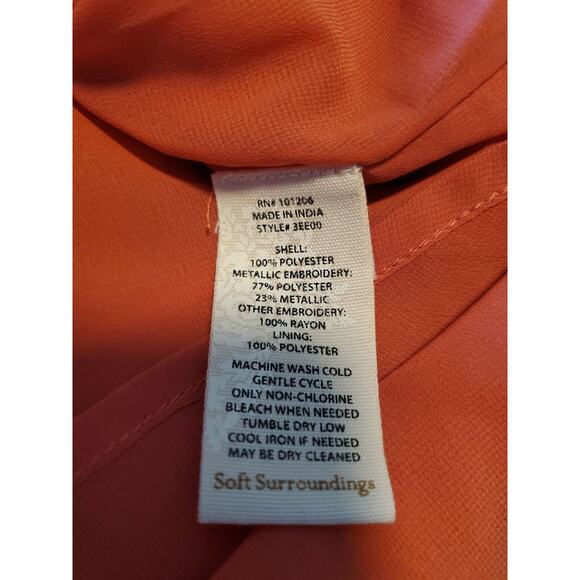 RN# 101206
MADE IN INDIA
STYLE# 3EE00
SHELL:
100% POLYESTER
METALLIC EMBROIDERY:
77% POLYESTER
23% METALLIC
OTHER EMBROIDERY:
100% RAYON
LINING:
100% POLYESTER
MACHINE WASH COLD
GENTLE CYCLE
ONLY NON-CHLORINE
BLEACH WHEN NEEDED
TUMBLE DRY LOW
COOL IRON IF NEEDED
MAY BE DRY CLEANED
Soft Surroundings